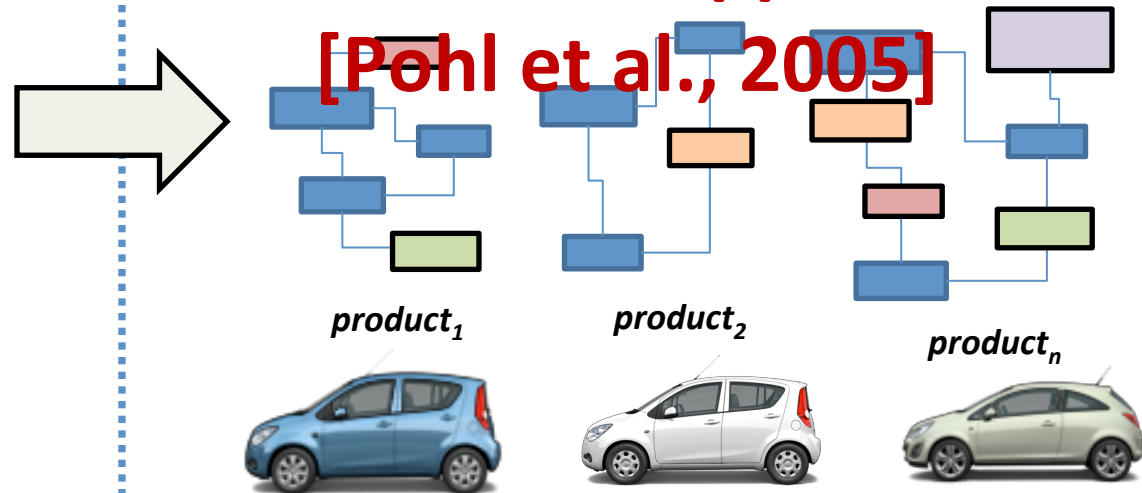 [Pohl et al., 2005]
product₁
product₂
productₙ